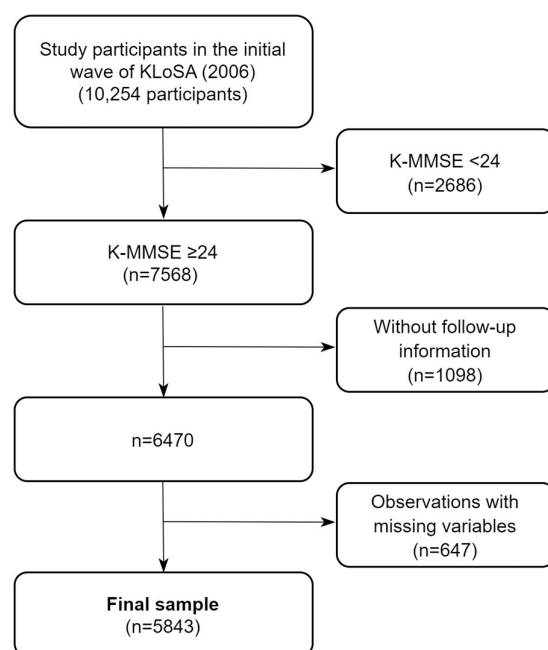 Study participants in the initial
wave of KLoSA (2006)
(10,254 participants)
K-MMSE <24
(n=2686)
K-MMSE ≥24
(n=7568)
Without follow-up
information
(n=1098)
n=6470
Observations with
missing variables
(n=647)
Final sample
(n=5843)